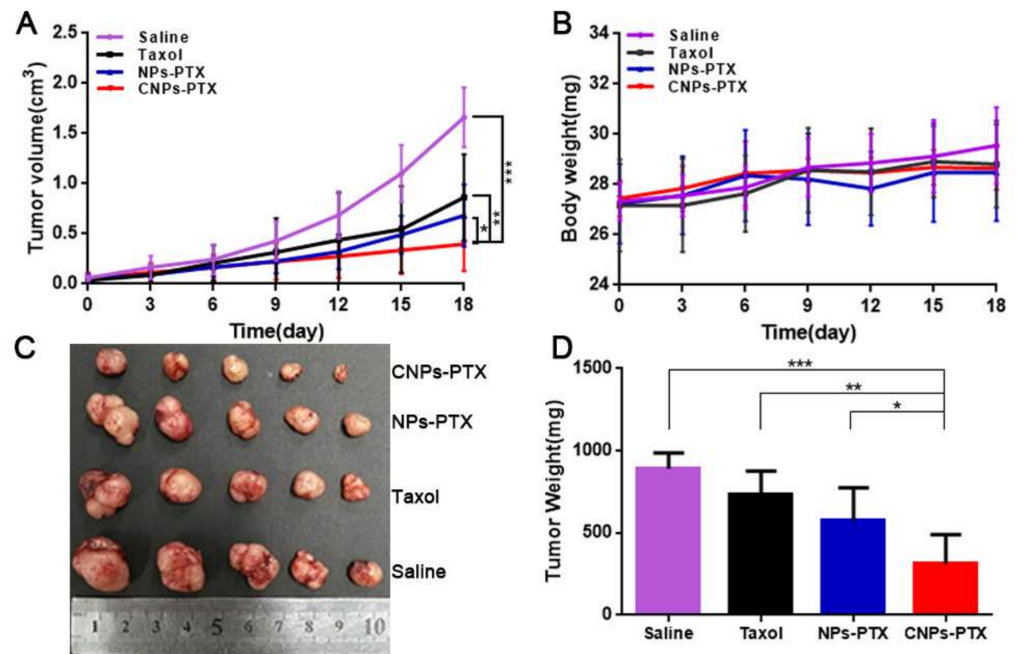 A
2.5
2.0
1.5
1.0
0.5
0.0
Tumor volume(cm3)
Saline
Taxol
NPs-PTX
CNPs-PTX
***
**
*
0 3 6 9 12 15 18
Time(day)
B
34
32
30
28
26
24
Body weight(mg)
Saline
Taxol
NPs-PTX
CNPs-PTX
0 3 6 9 12 15 18
Time(day)
C
CNPs-PTX
NPs-PTX
Taxol
Saline
1 2 3 4 5 6 7 8 9 10
D
1500
1000
500
0
Tumor Weight(mg)
***
**
*
Saline Taxol NPs-PTX CNPs-PTX